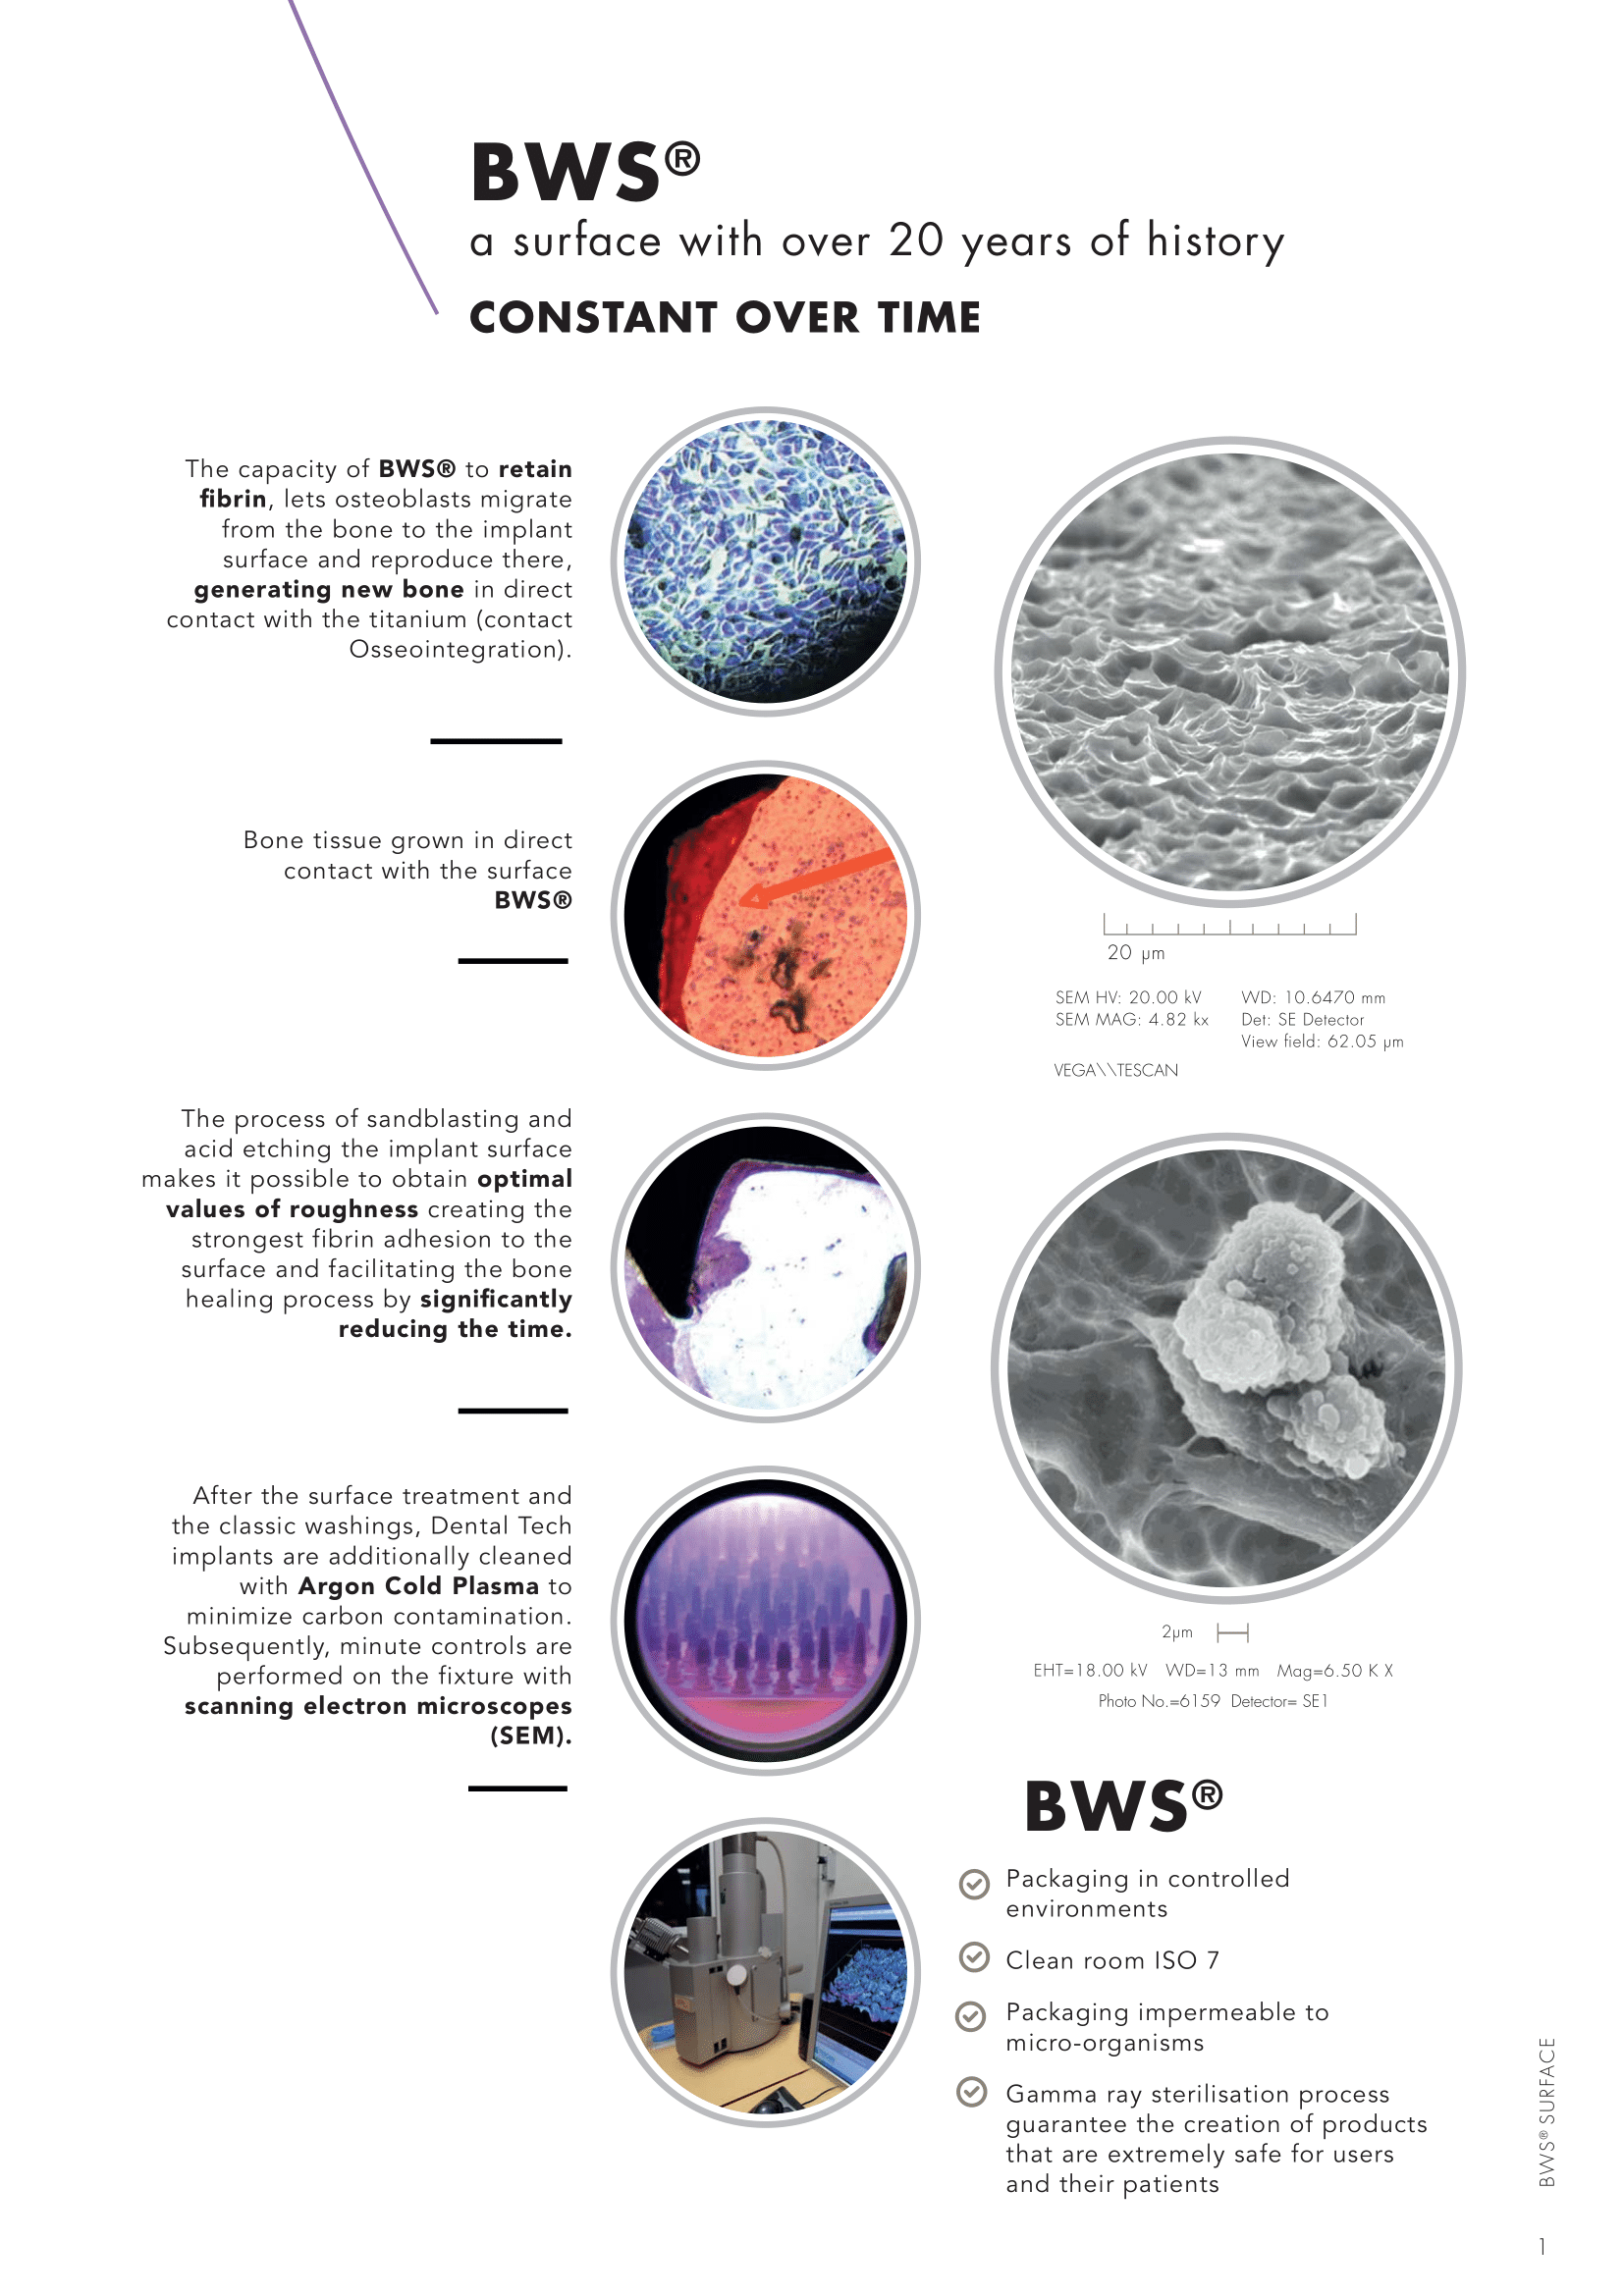 BWS®
a surface with over 20 years of history
CONSTANT OVER TIME
The capacity of BWS® to retain
fibrin, lets osteoblasts migrate
from the bone to the implant
surface and reproduce there,
generating new bone in direct
contact with the titanium (contact
Osseointegration).
Bone tissue grown in direct
contact with the surface
BWS®
The process of sandblasting and
acid etching the implant surface
makes it possible to obtain optimal
values of roughness creating the
strongest fibrin adhesion to the
surface and facilitating the bone
healing process by significantly
reducing the time.
After the surface treatment and
the classic washings, Dental Tech
implants are additionally cleaned
with Argon Cold Plasma to
minimize carbon contamination.
Subsequently, minute controls are
performed on the fixture with
scanning electron microscopes
(SEM).
20 µm
SEM HV: 20.00 kV WD: 10.6470 mm
SEM MAG: 4.82 kx Det: SE Detector
View field: 62.05 µm
VEGA\\TESCAN
2µm
EHT=18.00 kV WD=13 mm Mag=6.50 K X
Photo No.=6159 Detector= SE1
BWS®
Packaging in controlled
environments
Clean room ISO 7
Packaging impermeable to
micro-organisms
Gamma ray sterilisation process
guarantee the creation of products
that are extremely safe for users
and their patients
BWS® SURFACE
1